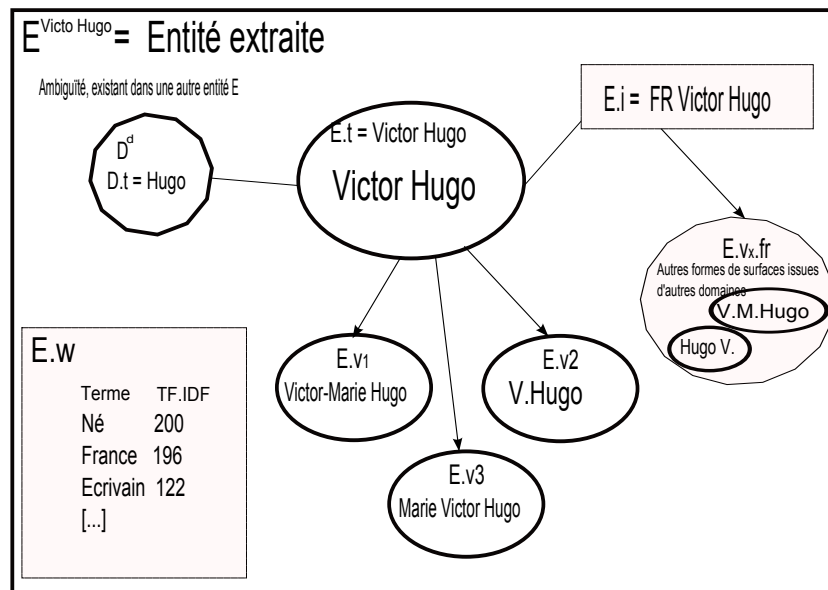 E Victo Hugo = Entité extraite
Ambiguïté, existant dans une autre entité E
D d
D.t = Hugo
E.t = Victor Hugo
Victor Hugo
E.i = FR Victor Hugo
E.vx.fr
Autres formes de surfaces issues
d'autres domaines
V.M.Hugo
Hugo V.
E.v1
Victor-Marie Hugo
E.v2
V.Hugo
E.v3
Marie Victor Hugo
E.w
Terme TF.IDF
Né 200
France 196
Ecrivain 122
[...]